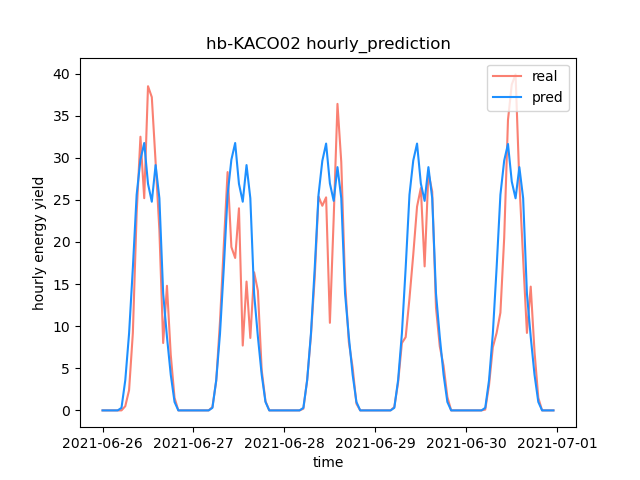 hb-KACO02 hourly_prediction
real
pred
40
35
30
25
20
15
10
5
0
hourly energy yield
2021-06-26 2021-06-27 2021-06-28 2021-06-29 2021-06-30 2021-07-01
time